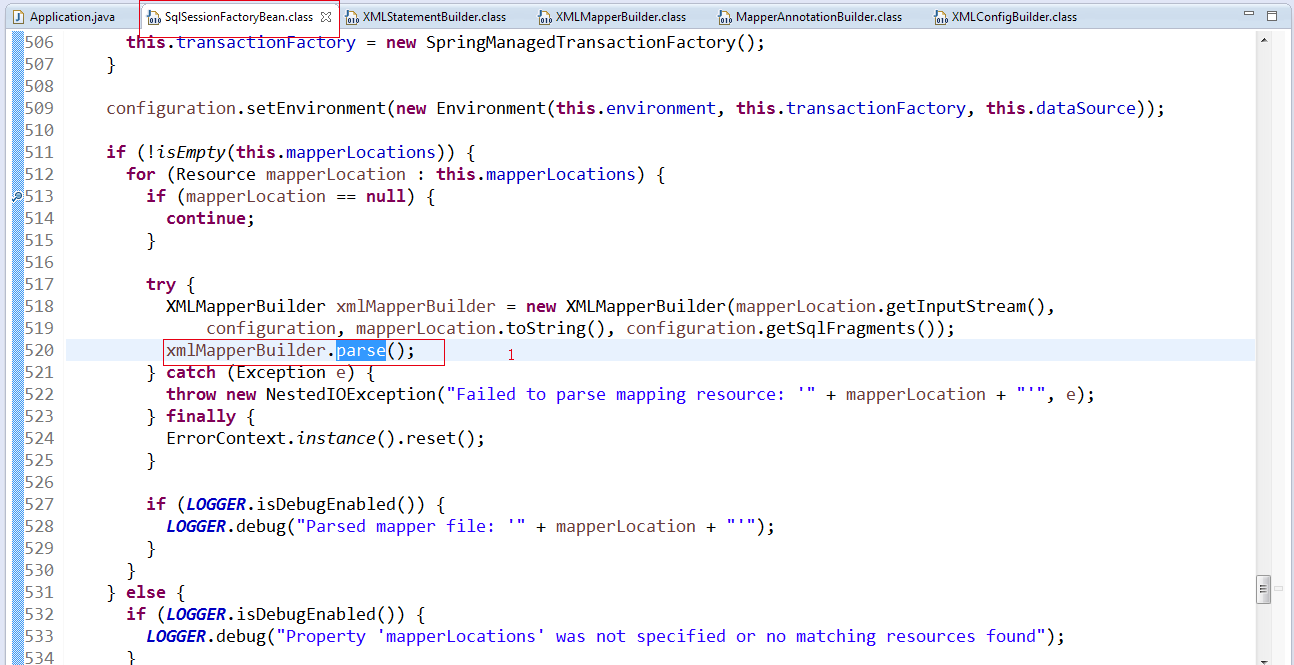 Application.java SqlSessionFactoryBean.class XMLStatementBuilder.class XMLMapperBuilder.class MapperAnnotationBuilder.class XMLConfigBuilder.class
506 this.transactionFactory = new SpringManagedTransactionFactory();
507 }
508
509 configuration.setEnvironment(new Environment(this.environment, this.transactionFactory, this.dataSource));
510
511 if (!isEmpty(this.mapperLocations)) {
512 for (Resource mapperLocation : this.mapperLocations) {
513 if (mapperLocation == null) {
514 continue;
515 }
516
517 try {
518 XMLMapperBuilder xmlMapperBuilder = new XMLMapperBuilder(mapperLocation.getInputStream(),
519 configuration, mapperLocation.toString(), configuration.getSqlFragments());
520 xmlMapperBuilder.parse(); 1
521 } catch (Exception e) {
522 throw new NestedIOException("Failed to parse mapping resource: '" + mapperLocation + "'", e);
523 } finally {
524 ErrorContext.instance().reset();
525 }
526
527 if (LOGGER.isDebugEnabled()) {
528 LOGGER.debug("Parsed mapper file: '" + mapperLocation + "'");
529 }
530 }
531 } else {
532 if (LOGGER.isDebugEnabled()) {
533 LOGGER.debug("Property 'mapperLocations' was not specified or no matching resources found");
534 }